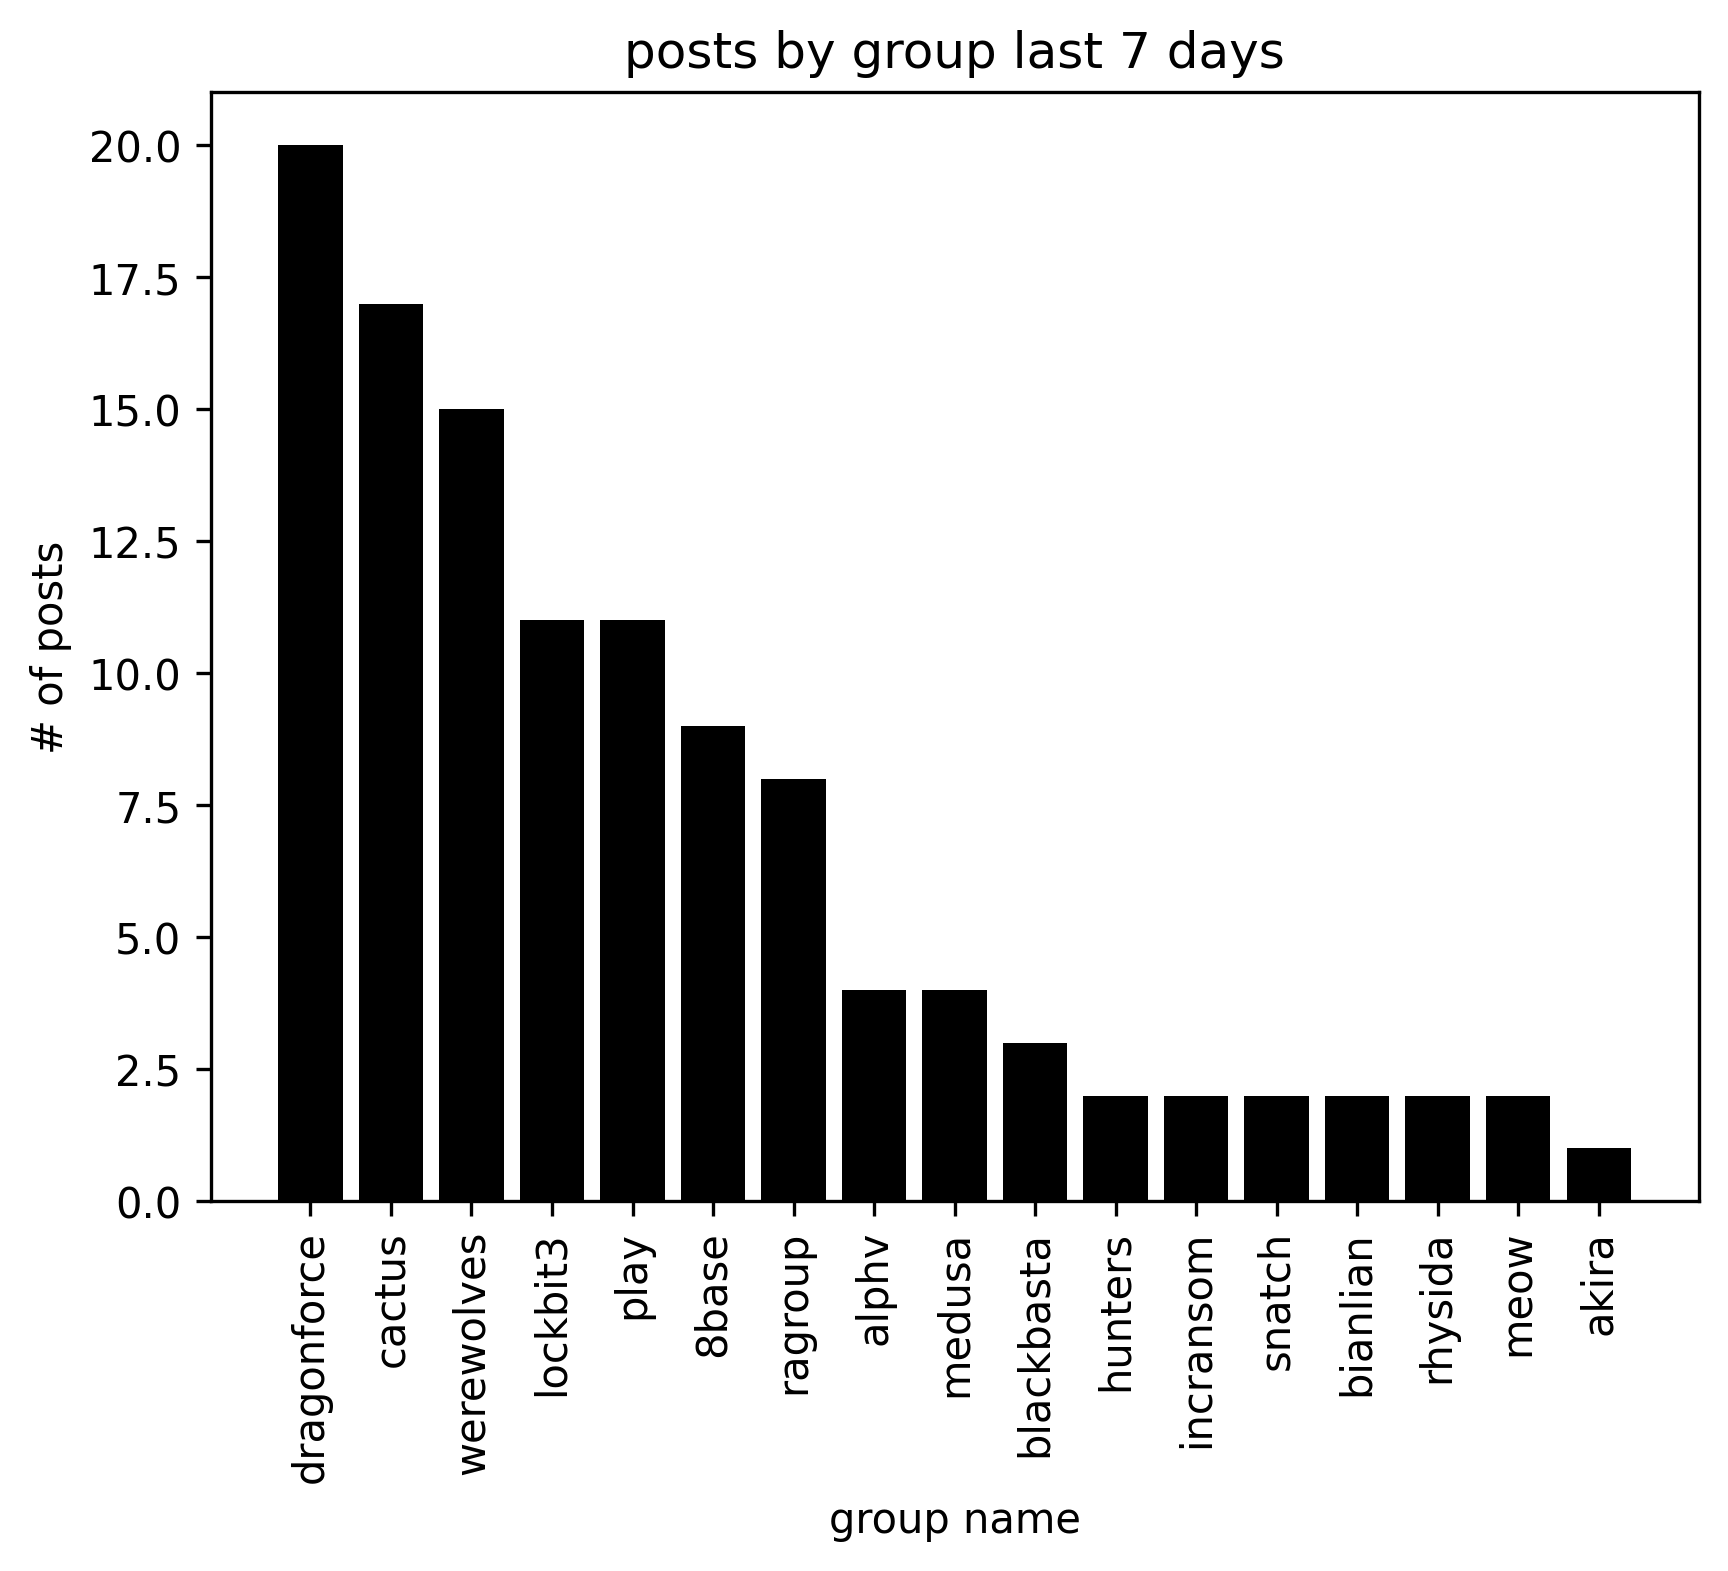 posts by group last 7 days
# of posts
20.0
17.5
15.0
12.5
10.0
7.5
5.0
2.5
0.0
dragonforce
cactus
werewolves
lockbit3
play
8base
ragroup
alphv
medusa
blackbasta
hunters
incransom
snatch
bianlian
rhysida
meow
akira
group name